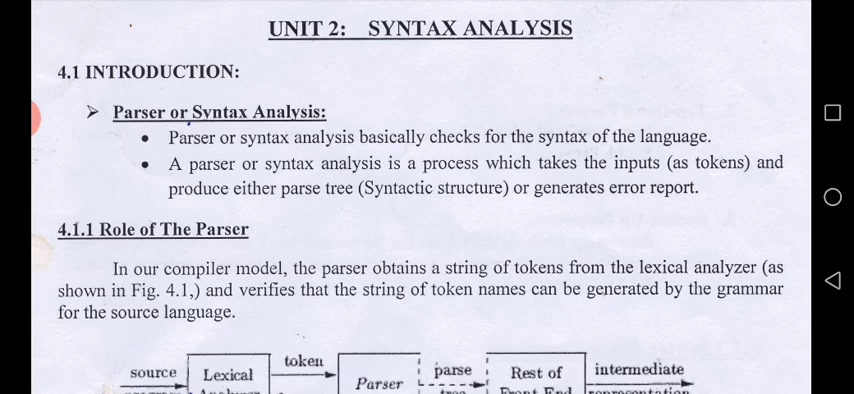 UNIT 2: SYNTAX ANALYSIS
4.1 INTRODUCTION:
➢ Parser or Syntax Analysis:
• Parser or syntax analysis basically checks for the syntax of the language.
• A parser or syntax analysis is a process which takes the inputs (as tokens) and
produce either parse tree (Syntactic structure) or generates error report.
4.1.1 Role of The Parser
In our compiler model, the parser obtains a string of tokens from the lexical analyzer (as
shown in Fig. 4.1,) and verifies that the string of token names can be generated by the grammar
for the source language.
source Lexical token Parser parse Rest of intermediate
Front End